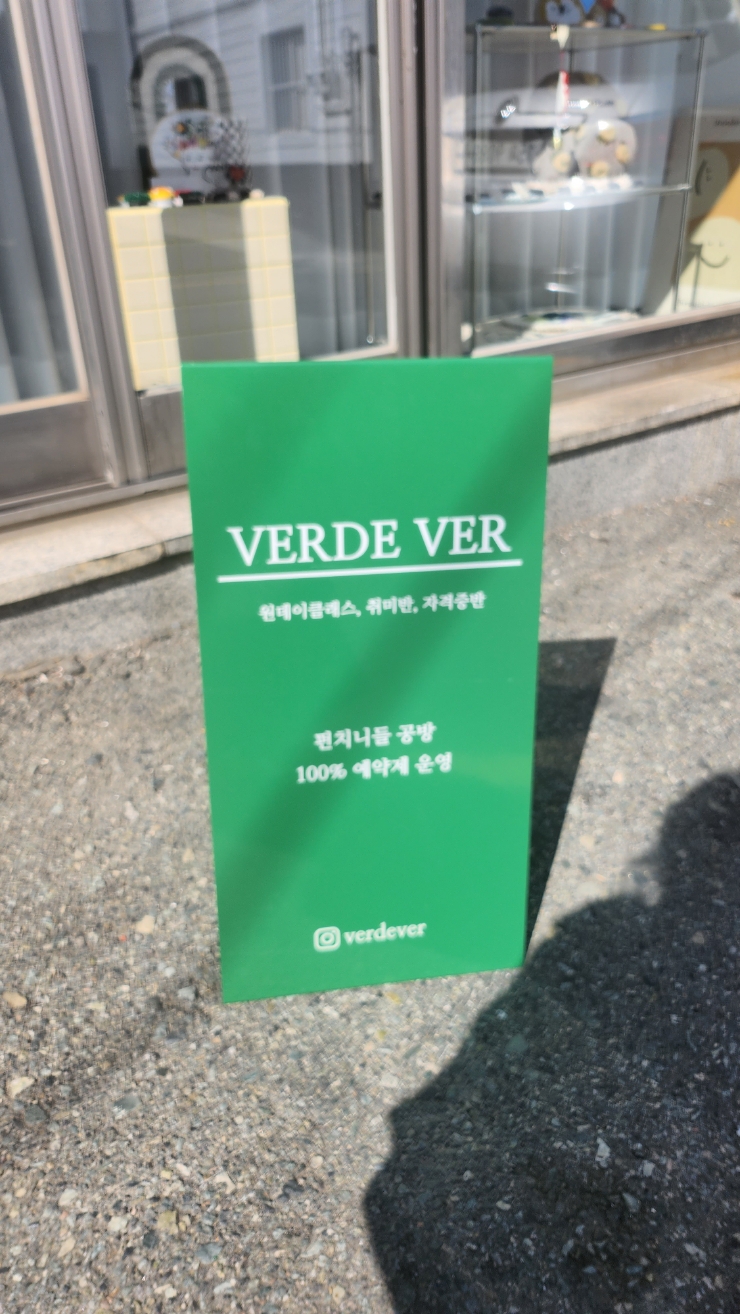 VERDE VER
원데이클래스, 취미반, 자격증반
펀치니들 공방
100% 예약제 운영
verdever